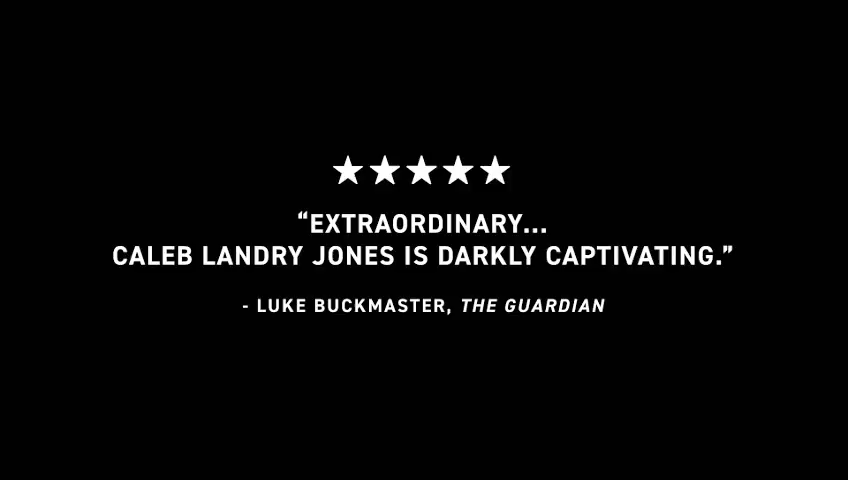 ★★★★★
“EXTRAORDINARY...
CALEB LANDRY JONES IS DARKLY CAPTIVATING.”
- LUKE BUCKMASTER, THE GUARDIAN